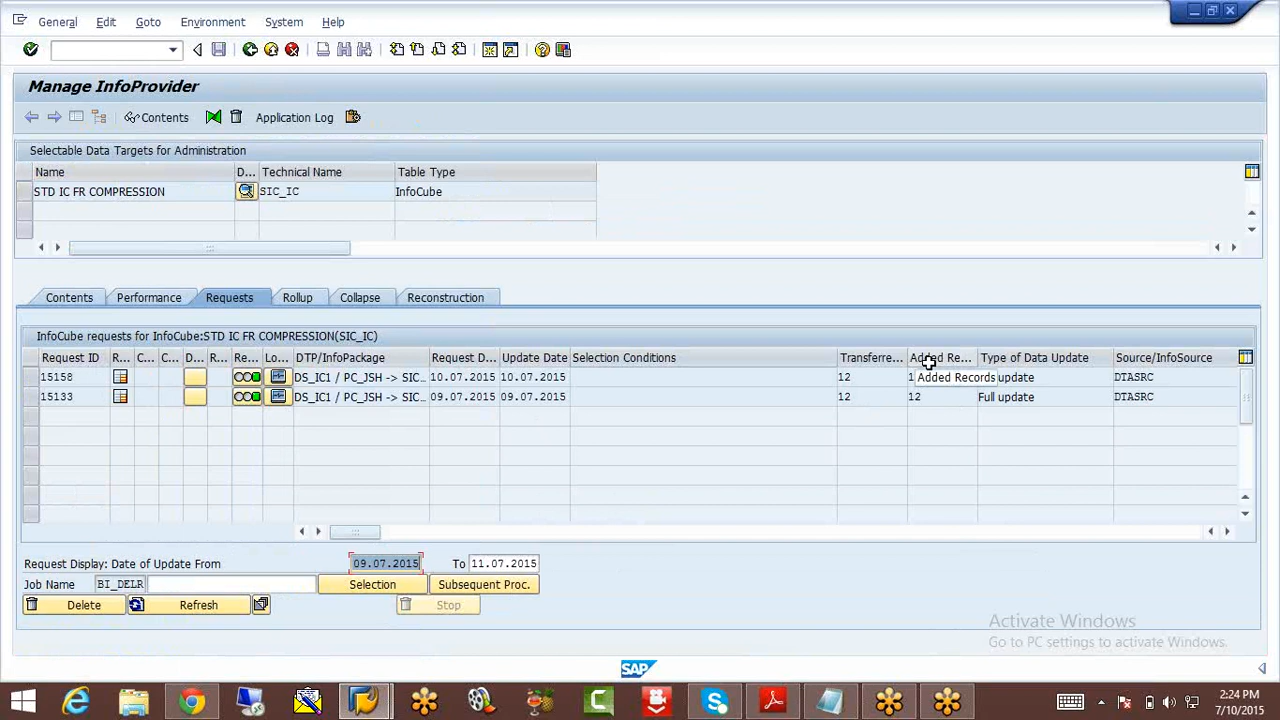 General Edit Goto Environment System Help
Manage InfoProvider
Contents Application Log
Selectable Data Targets for Administration
Name D... Technical Name Table Type
STD IC FR COMPRESSION SIC_IC InfoCube
Contents Performance Requests Rollup Collapse Reconstruction
InfoCube requests for InfoCube:STD IC FR COMPRESSION(SIC_IC)
Request ID R... C... C... D... R... Re... Lo... DTP/InfoPackage Request D... Update Date Selection Conditions Transferre... Added Re... Type of Data Update Source/InfoSource
15158 DS_IC1 / PC_JSH -> SIC... 10.07.2015 10.07.2015 12 1 Added Records update DTASRC
15133 DS_IC1 / PC_JSH -> SIC... 09.07.2015 09.07.2015 12 12 Full update DTASRC
Request Display: Date of Update From 09.07.2015 To 11.07.2015
Job Name BI_DELR Selection Subsequent Proc.
Delete Refresh Stop
Activate Windows
Go to PC settings to activate Windows.
SAP
2:24 PM
7/10/2015